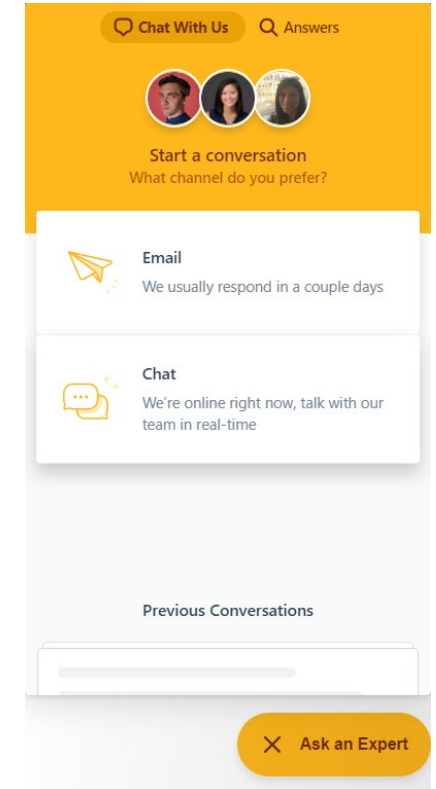 Chat With Us
Answers
Start a conversation
What channel do you prefer?
Email
We usually respond in a couple days
Chat
We're online right now, talk with our
team in real-time
Previous Conversations
Ask an Expert